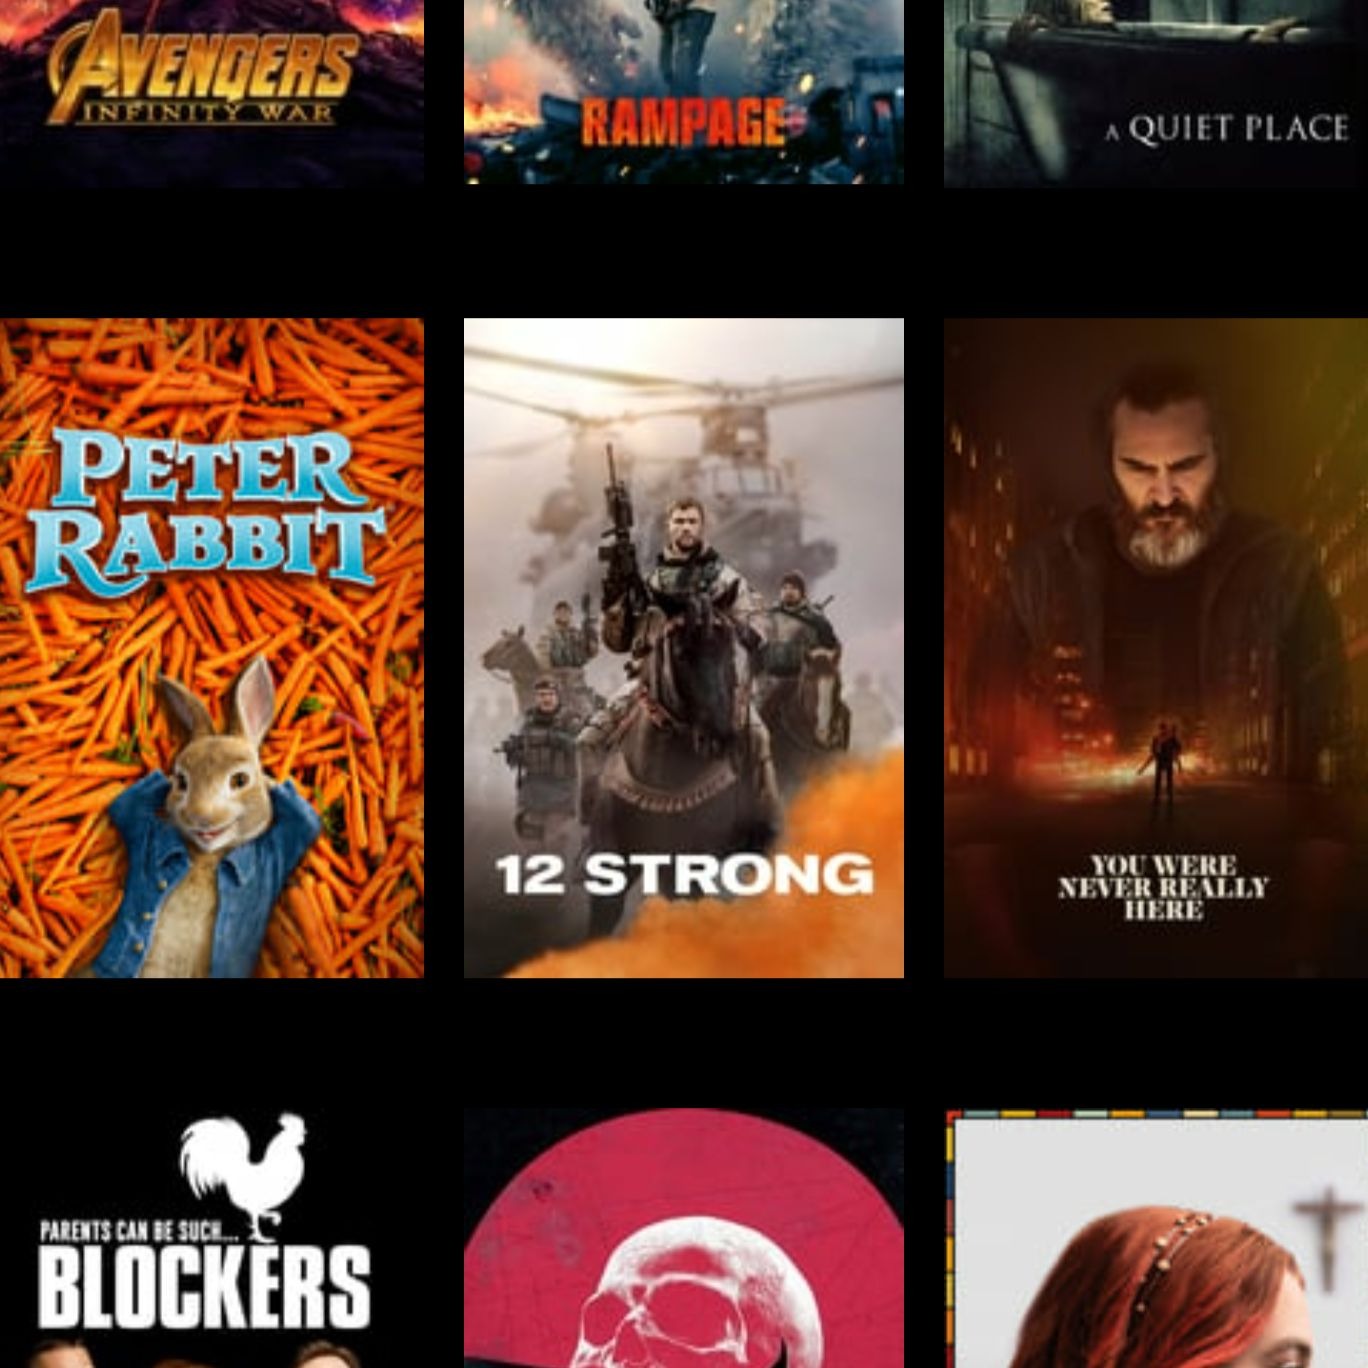 AVENGERS
INFINITY WAR
RAMPAGE
A QUIET PLACE
PETER
RABBIT
12 STRONG
YOU WERE
NEVER REALLY
HERE
PARENTS CAN BE SUCH...
BLOCKERS